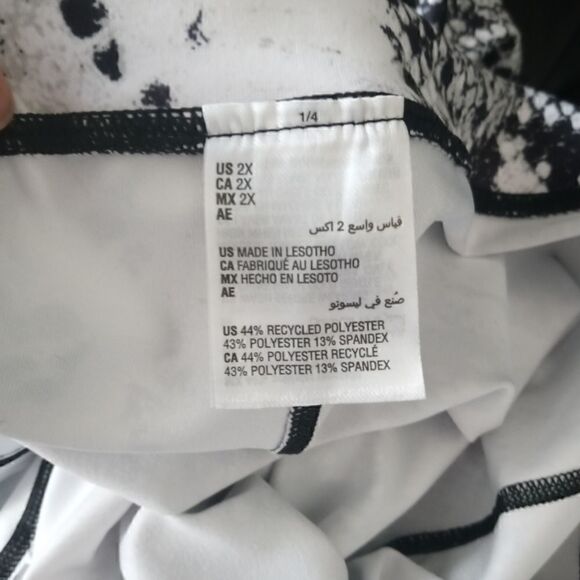 1/4
US 2X
CA 2X
MX 2X
AE
قياس واسع 2 اكس
US MADE IN LESOTHO
CA FABRIQUÉ AU LESOTHO
MX HECHO EN LESOTO
AE
صُنع في ليسوتو
US 44% RECYCLED POLYESTER
43% POLYESTER 13% SPANDEX
CA 44% POLYESTER RECYCLÉ
43% POLYESTER 13% SPANDEX